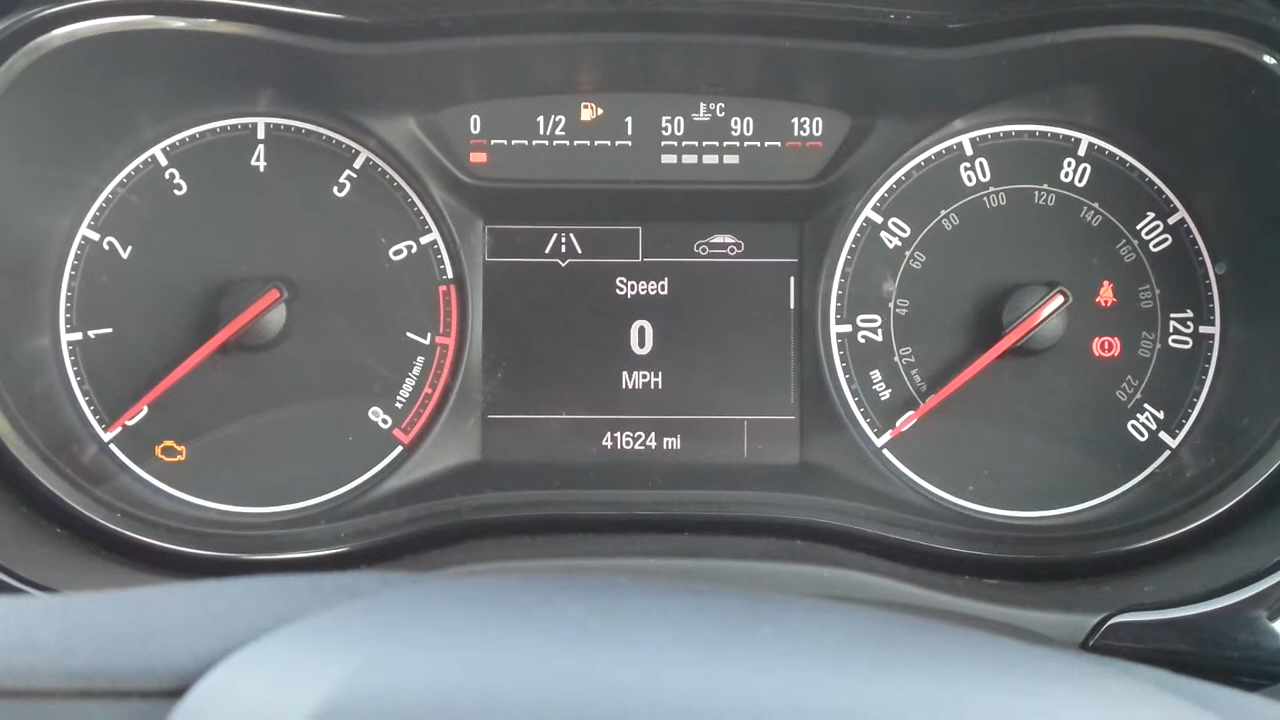 0 1/2 1
°C
50 90 130
0 1 2 3 4 5 6 7 8
x1000/min
Speed
0
MPH
41624 mi
0 20 40 60 80 100 120 140
mph
20 40 60 80 100 120 140 160 180 200 220
km/h